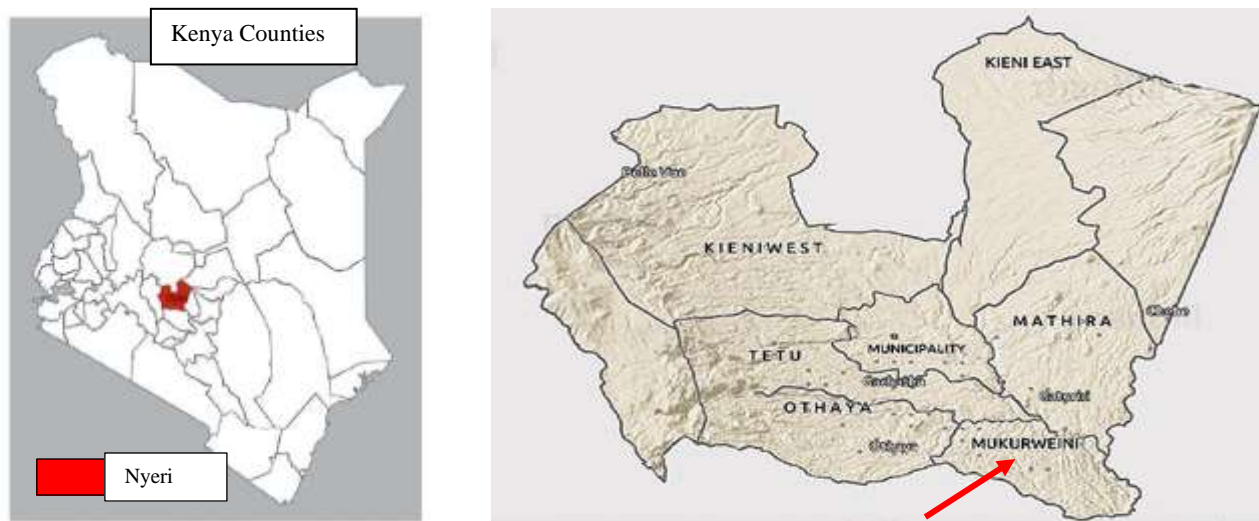 Kenya Counties
Nyeri
KIENI EAST
KIENIWEST
MATHIRA
TETU
MUNICIPALITY
OTHAYA
MUKURWEINI